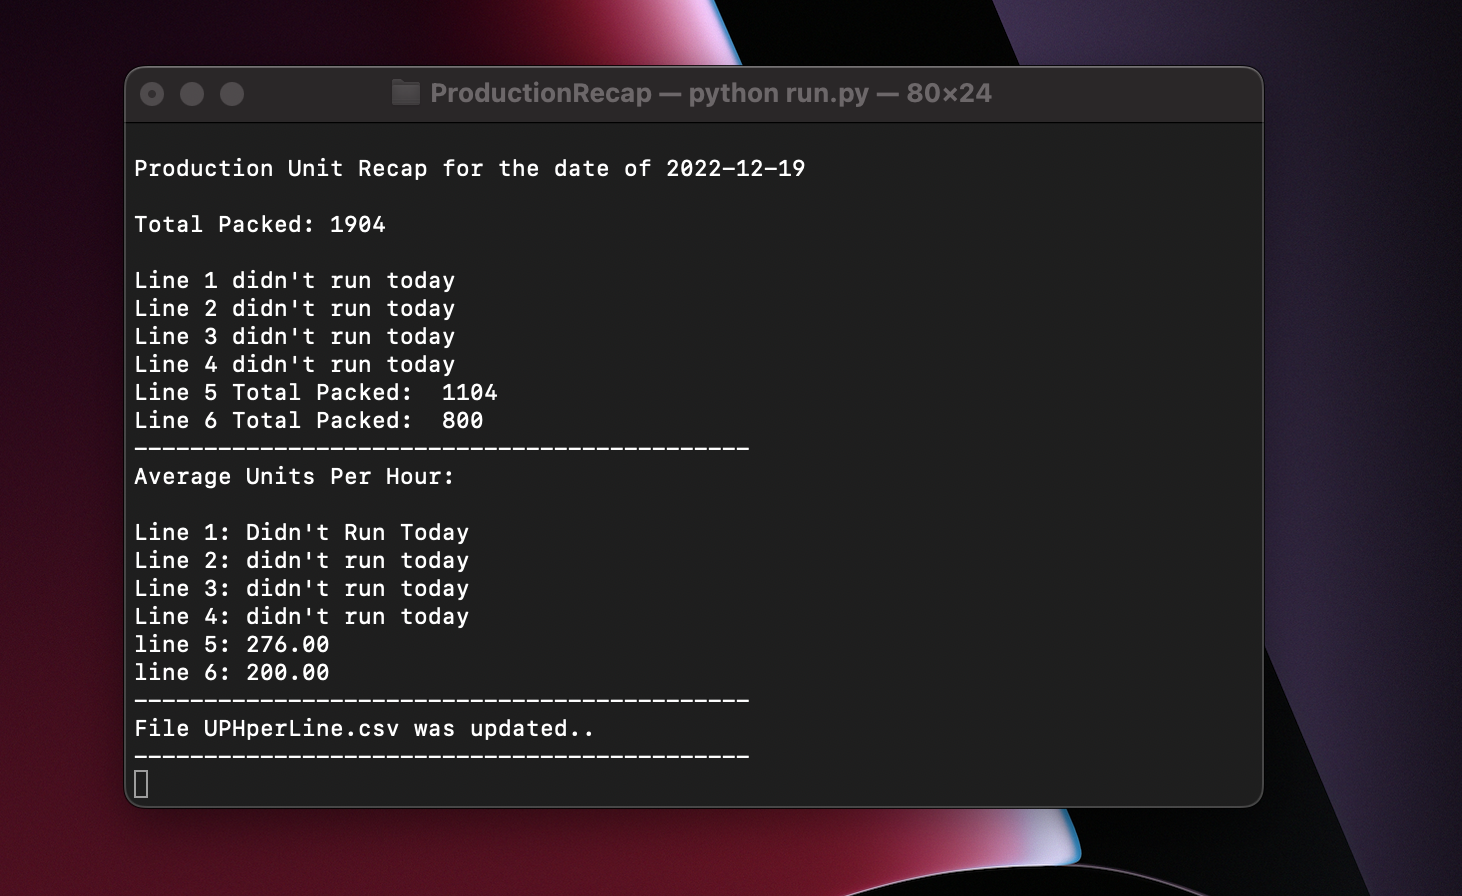 ProductionRecap — python run.py — 80×24
Production Unit Recap for the date of 2022-12-19
Total Packed: 1904
Line 1 didn't run today
Line 2 didn't run today
Line 3 didn't run today
Line 4 didn't run today
Line 5 Total Packed:  1104
Line 6 Total Packed:  800
--------------------------------------------
Average Units Per Hour:
Line 1: Didn't Run Today
Line 2: didn't run today
Line 3: didn't run today
Line 4: didn't run today
line 5: 276.00
line 6: 200.00
--------------------------------------------
File UPHperLine.csv was updated..
--------------------------------------------